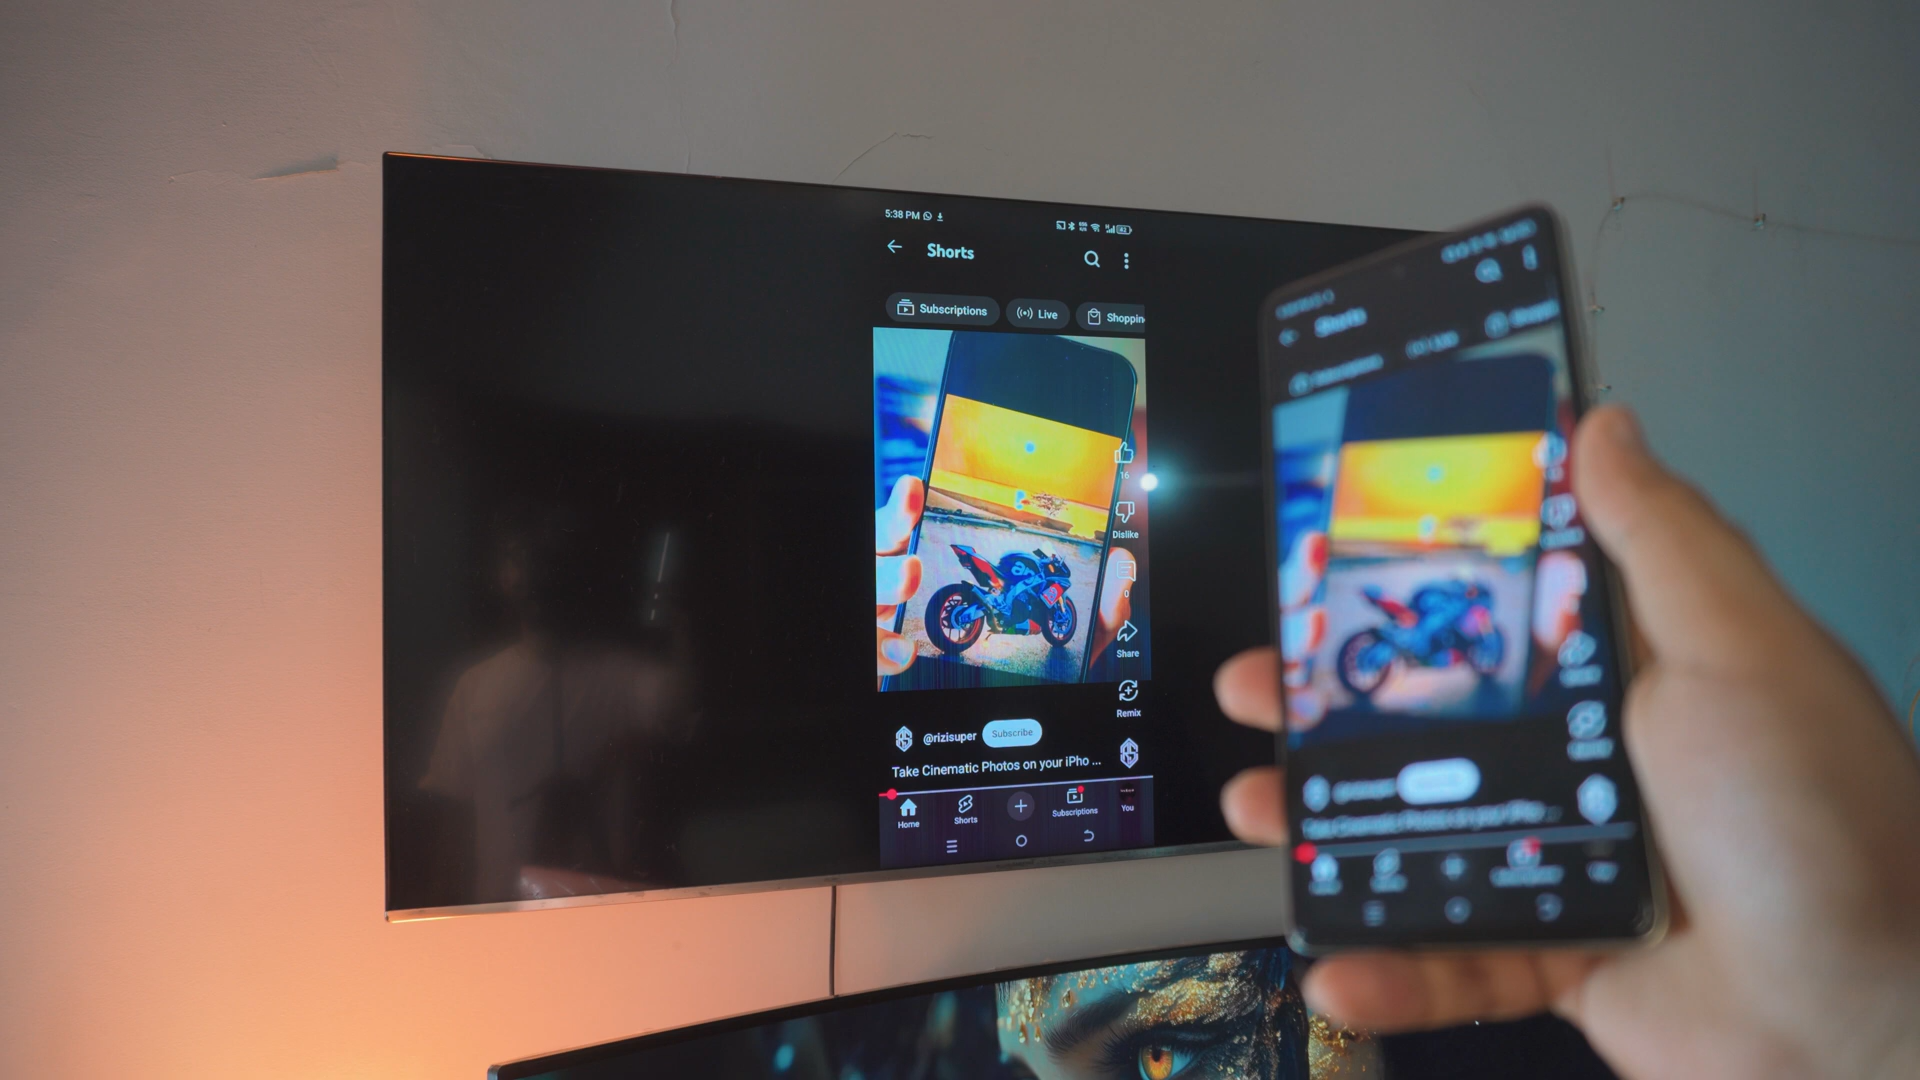 5:38 PM
Shorts
Subscriptions
Live
Shoppin
16
Dislike
0
Share
Remix
@rizisuper
Subscribe
Take Cinematic Photos on your iPho ...
Home
Shorts
Subscriptions
You
Shorts